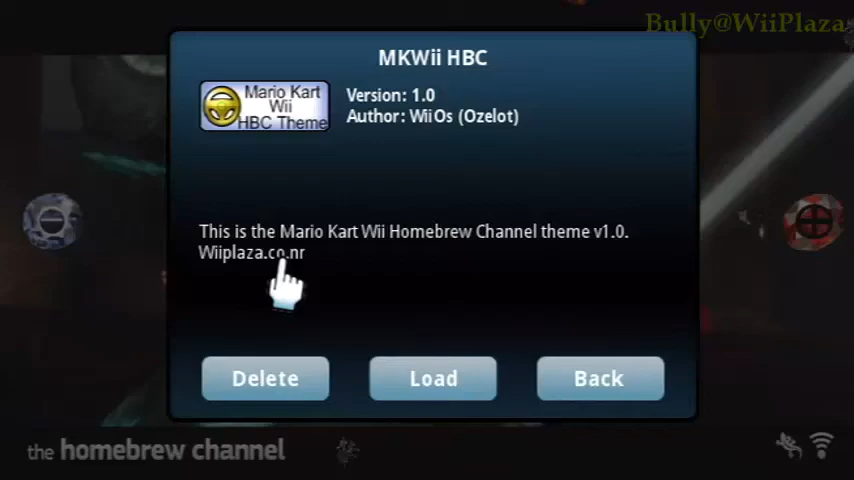 Bully@WiiPlaza
MKWii HBC
Mario Kart
Wii
HBC Theme
Version: 1.0
Author: WiiOs (Ozelot)
This is the Mario Kart Wii Homebrew Channel theme v1.0.
Wiiplaza.co.nr
Delete
Load
Back
the homebrew channel